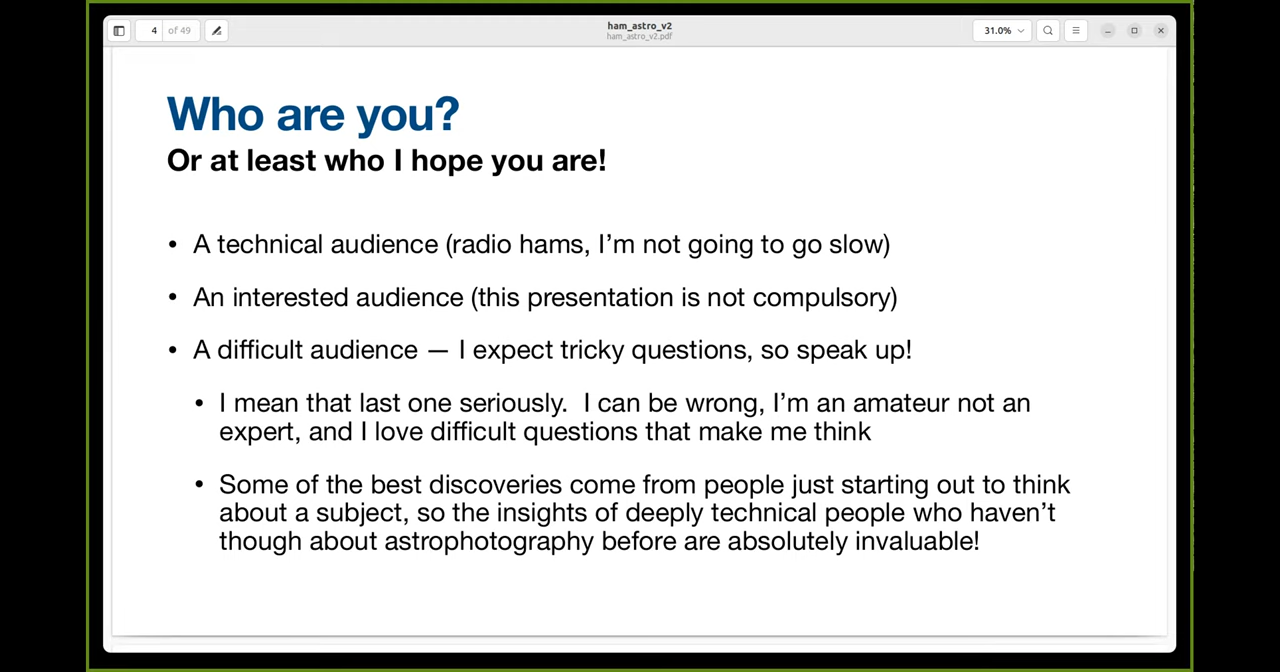 ham_astro_v2
ham_astro_v2.pdf
4 of 49
31.0%
Who are you?
Or at least who I hope you are!
• A technical audience (radio hams, I’m not going to go slow)
• An interested audience (this presentation is not compulsory)
• A difficult audience — I expect tricky questions, so speak up!
• I mean that last one seriously.  I can be wrong, I’m an amateur not an
expert, and I love difficult questions that make me think
• Some of the best discoveries come from people just starting out to think
about a subject, so the insights of deeply technical people who haven’t
though about astrophotography before are absolutely invaluable!